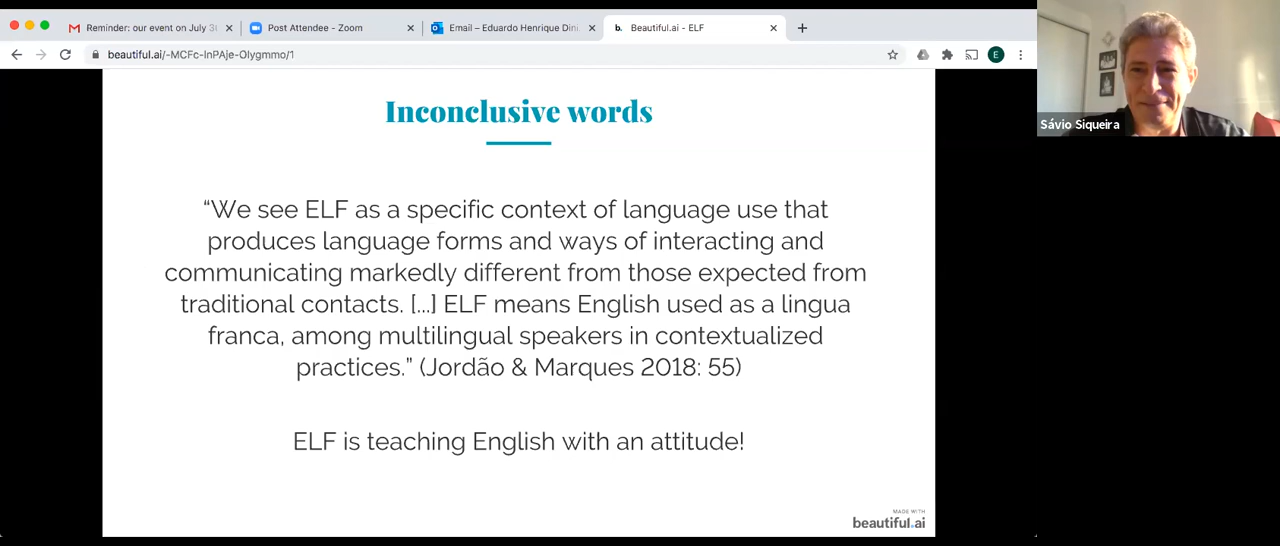 Reminder: our event on July 30
Post Attendee - Zoom
Email – Eduardo Henrique Dini
b. Beautiful.ai - ELF
beautiful.ai/-MCFc-InPAje-Olygmmo/1
E
Sávio Siqueira
Inconclusive words
“We see ELF as a specific context of language use that
produces language forms and ways of interacting and
communicating markedly different from those expected from
traditional contacts. [...] ELF means English used as a lingua
franca, among multilingual speakers in contextualized
practices.” (Jordão & Marques 2018: 55)
ELF is teaching English with an attitude!
MADE WITH
beautiful.ai